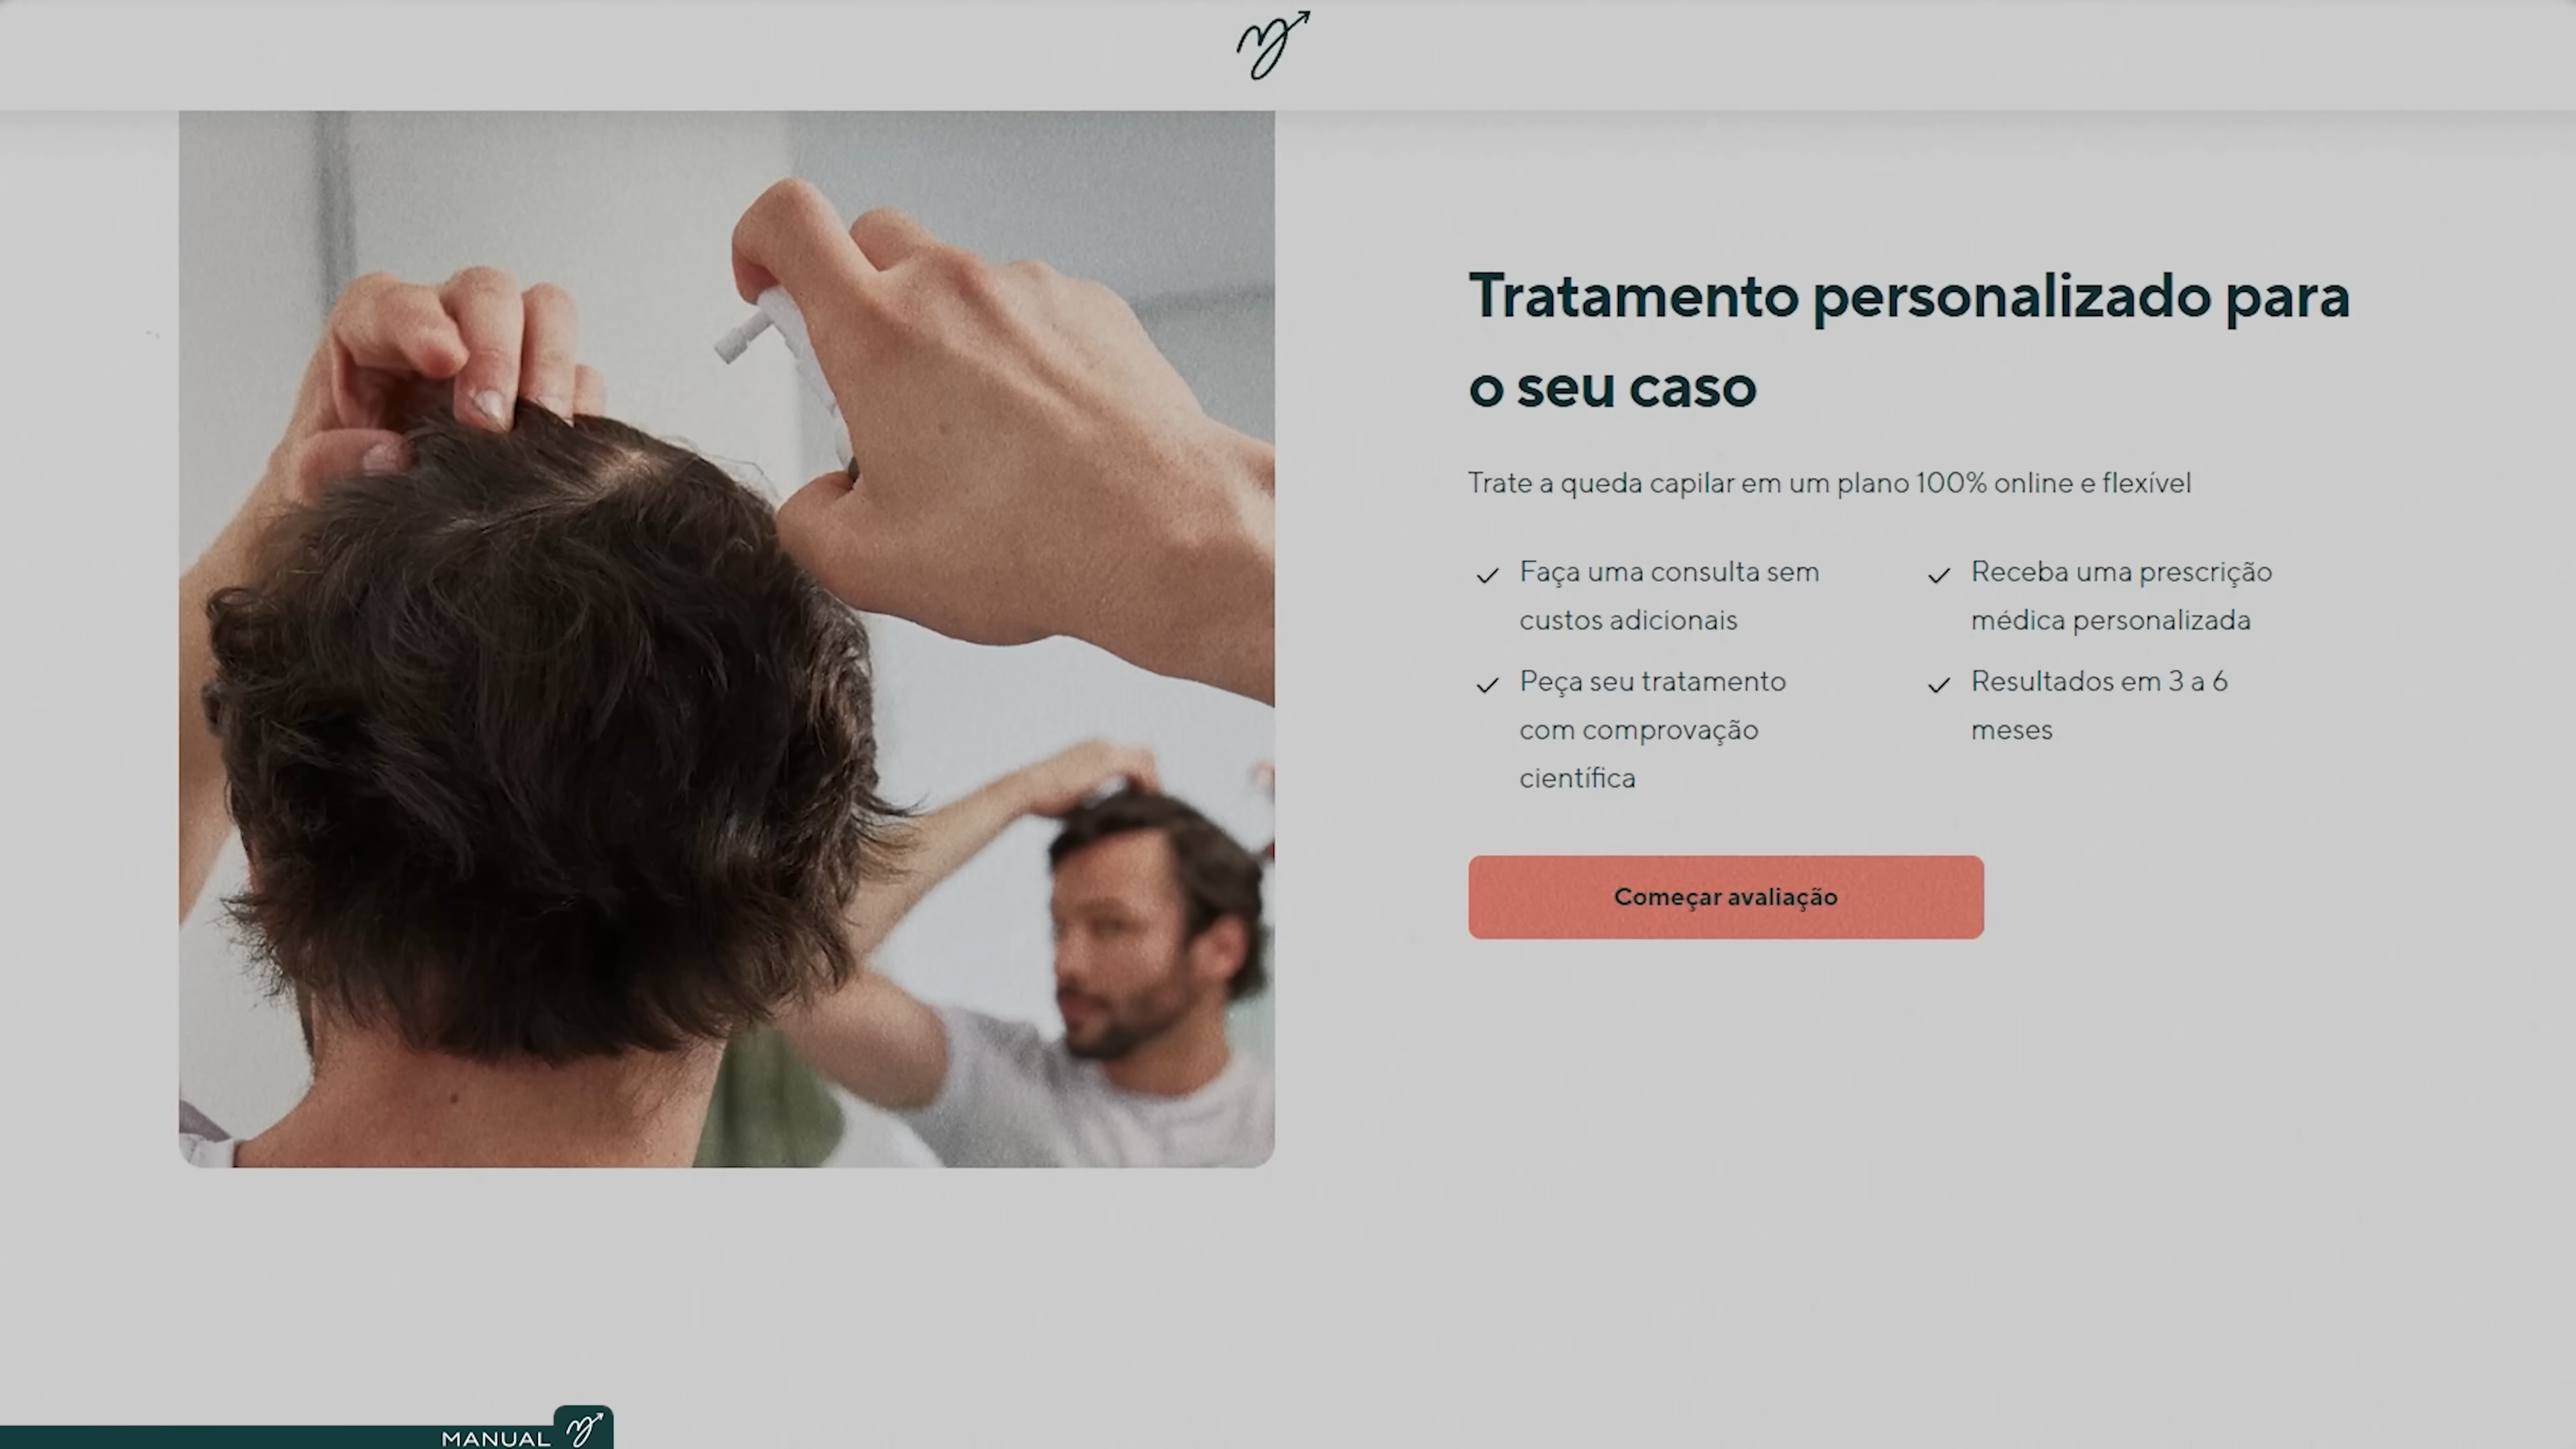 Tratamento personalizado para
o seu caso
Trate a queda capilar em um plano 100% online e flexível
Faça uma consulta sem
custos adicionais
Peça seu tratamento
com comprovação
científica
Receba uma prescrição
médica personalizada
Resultados em 3 a 6
meses
Começar avaliação
MANUAL